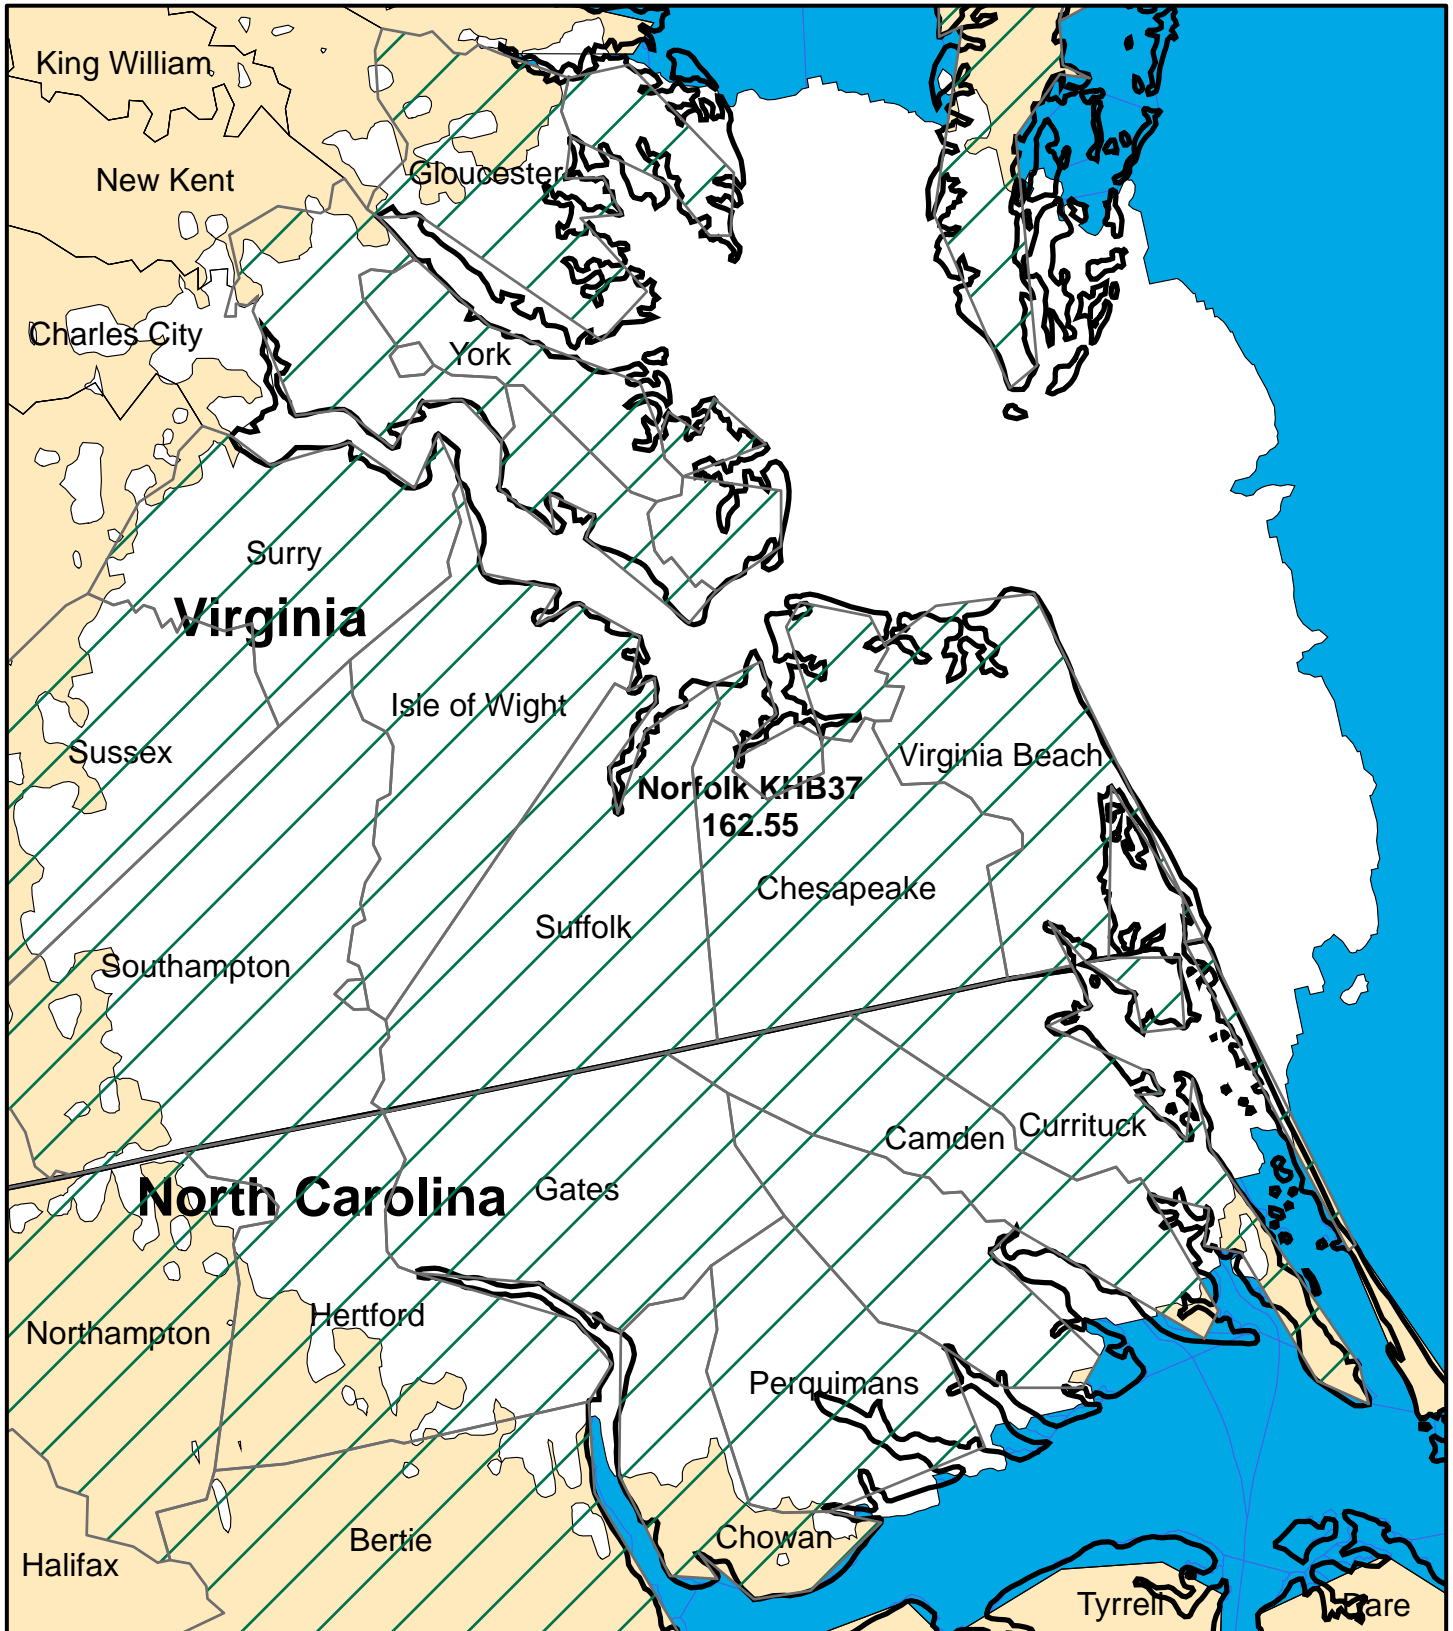 King William
New Kent
Gloucester
Charles City
York
Surry
Virginia
Isle of Wight
Sussex
Virginia Beach
Norfolk KHB37
162.55
Chesapeake
Suffolk
Southampton
Currituck
Camden
Gates
North Carolina
Hertford
Northampton
Perquimans
Chowan
Bertie
Halifax
Tyrrell
Dare